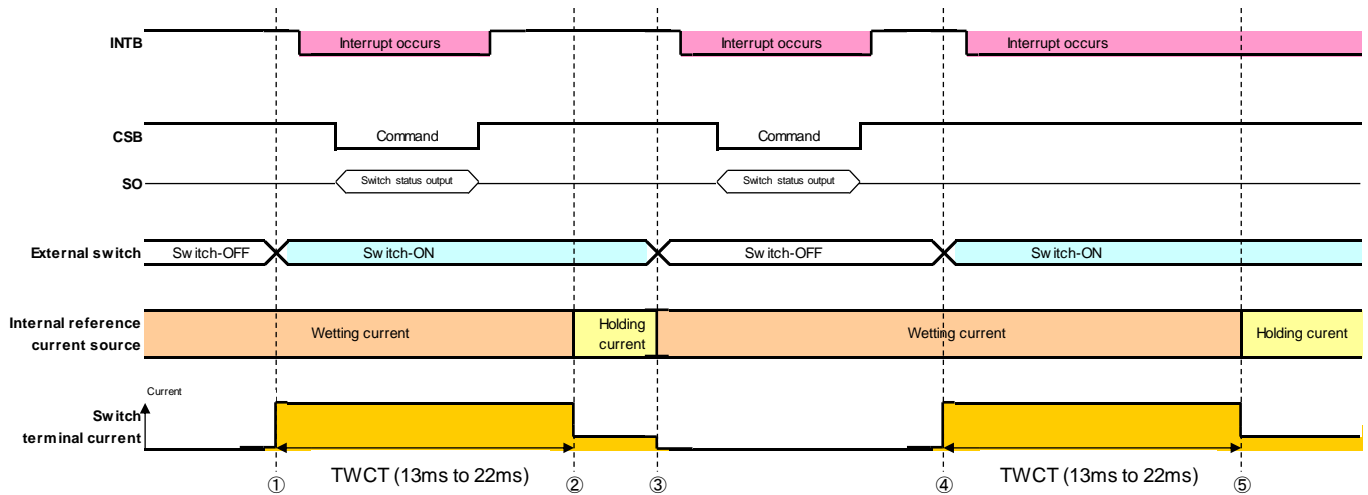 INTB
Interrupt occurs
Interrupt occurs
Interrupt occurs
CSB
Command
Command
SO
Switch status output
Switch status output
External switch
Switch-OFF
Switch-ON
Switch-OFF
Switch-ON
Internal reference
current source
Wetting current
Holding
current
Wetting current
Holding curent
Current
Switch
terminal current
TWCT (13ms to 22ms)
TWCT (13ms to 22ms)
① ② ③ ④ ⑤